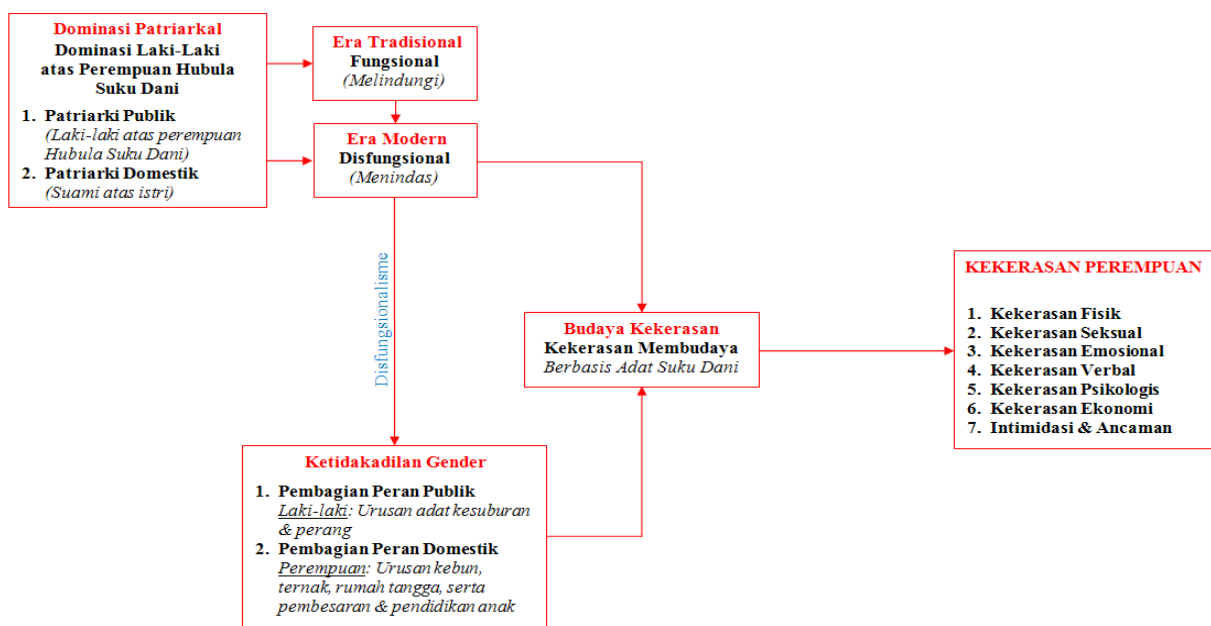 Dominasi Patriarkal
Dominasi Laki-Laki
atas Perempuan Hubula
Suku Dani
1. Patriarki Publik
(Laki-laki atas perempuan
Hubula Suku Dani)
2. Patriarki Domestik
(Suami atas istri)
Era Tradisional
Fungsional
(Melindungi)
Era Modern
Disfungsional
(Menindas)
Disfungsionalisme
Ketidakadilan Gender
1. Pembagian Peran Publik
Laki-laki: Urusan adat kesuburan
& perang
2. Pembagian Peran Domestik
Perempuan: Urusan kebun,
ternak, rumah tangga, serta
pembesaran & pendidikan anak
Budaya Kekerasan
Kekerasan Membudaya
Berbasis Adat Suku Dani
KEKERASAN PEREMPUAN
1. Kekerasan Fisik
2. Kekerasan Seksual
3. Kekerasan Emosional
4. Kekerasan Verbal
5. Kekerasan Psikologis
6. Kekerasan Ekonomi
7. Intimidasi & Ancaman